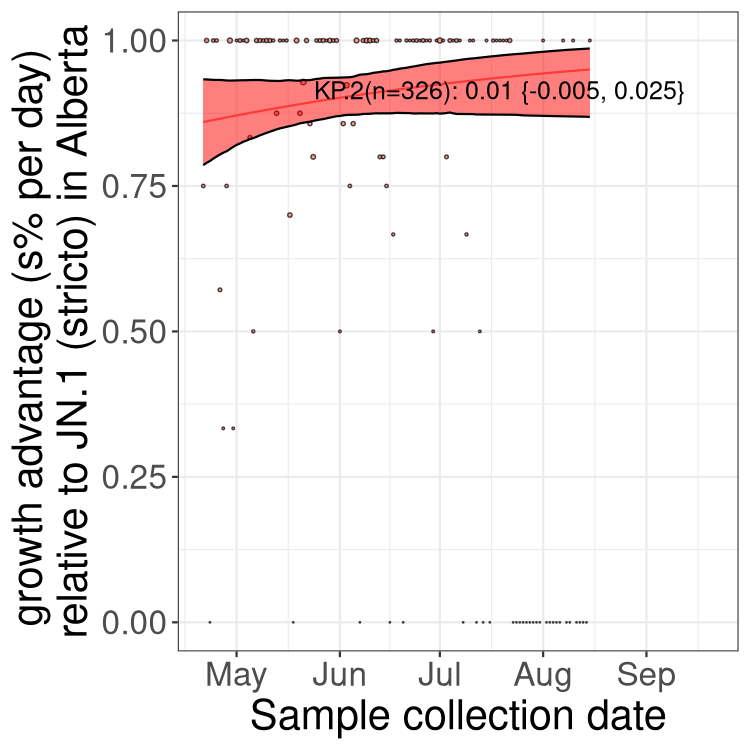 growth advantage (s% per day)
relative to JN.1 (stricto) in Alberta
1.00
0.75
0.50
0.25
0.00
KP.2(n=326): 0.01 {-0.005, 0.025}
May Jun Jul Aug Sep
Sample collection date